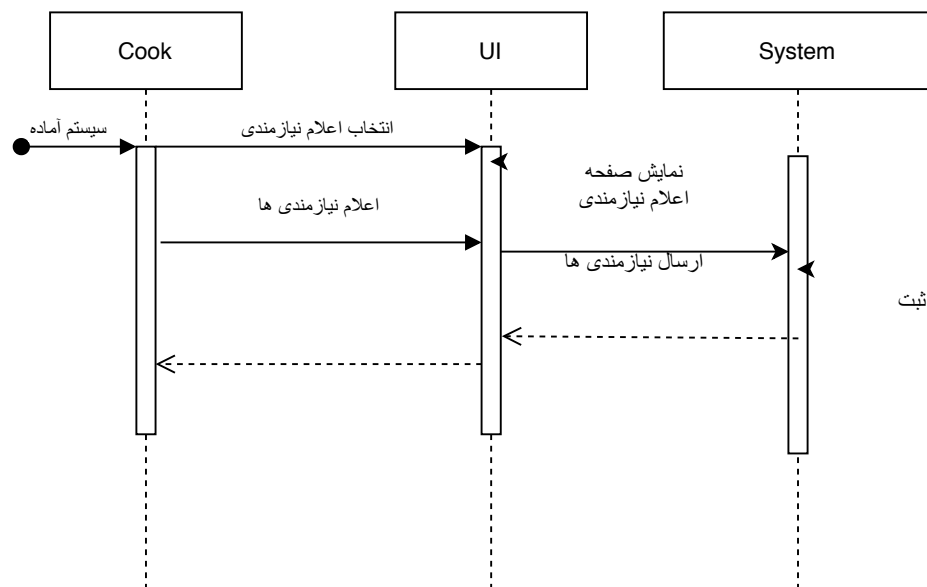 Cook
UI
System
سیستم آماده
انتخاب اعلام نیازمندی
نمایش صفحه
اعلام نیازمندی
اعلام نیازمندی ها
ارسال نیازمندی ها
ثبت